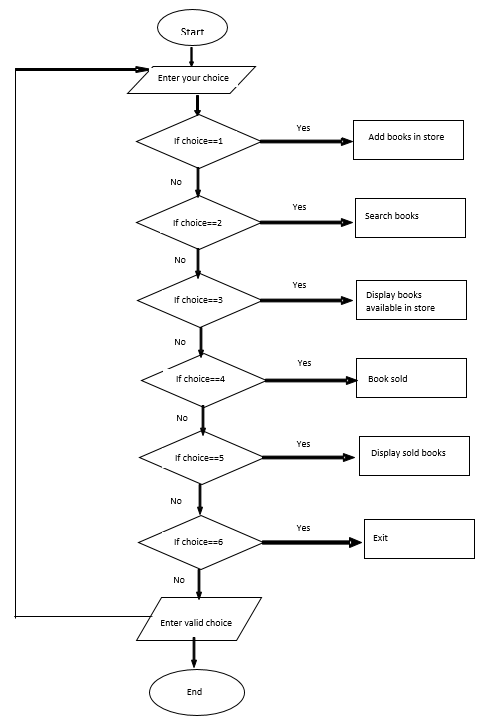 Start
Enter your choice
If choice==1
Yes
Add books in store
No
If choice==2
Yes
Search books
No
If choice==3
Yes
Display books
available in store
No
If choice==4
Yes
Book sold
No
If choice==5
Yes
Display sold books
No
If choice==6
Yes
Exit
No
Enter valid choice
End